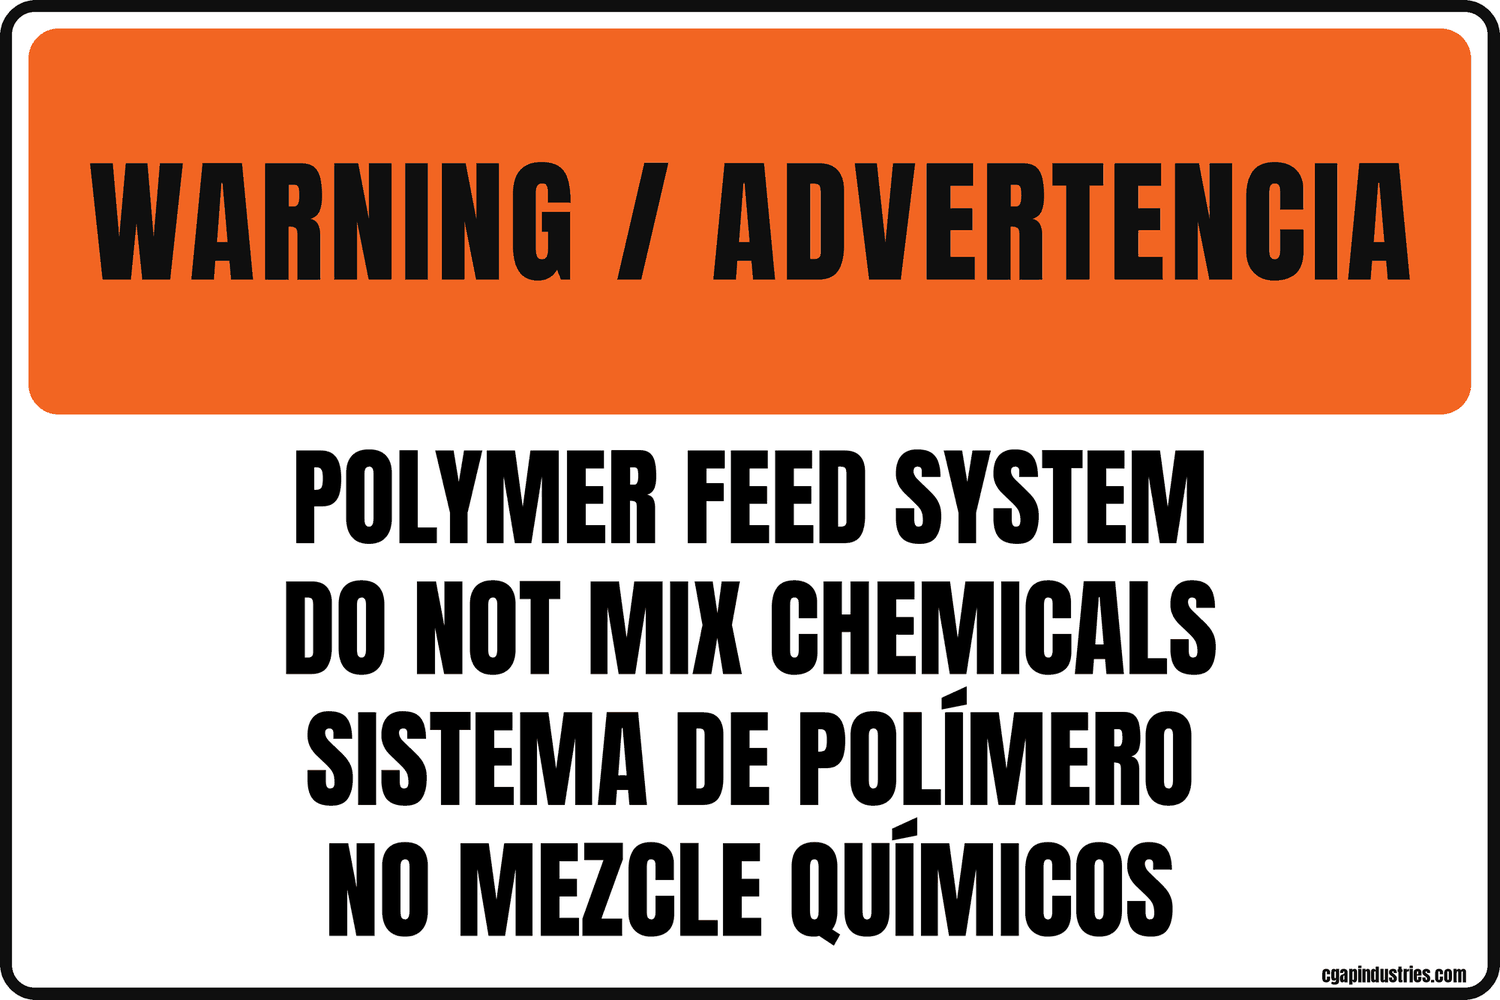 WARNING / ADVERTENCIA
POLYMER FEED SYSTEM
DO NOT MIX CHEMICALS
SISTEMA DE POLÍMERO
NO MEZCLE QUÍMICOS
cgapindustries.com